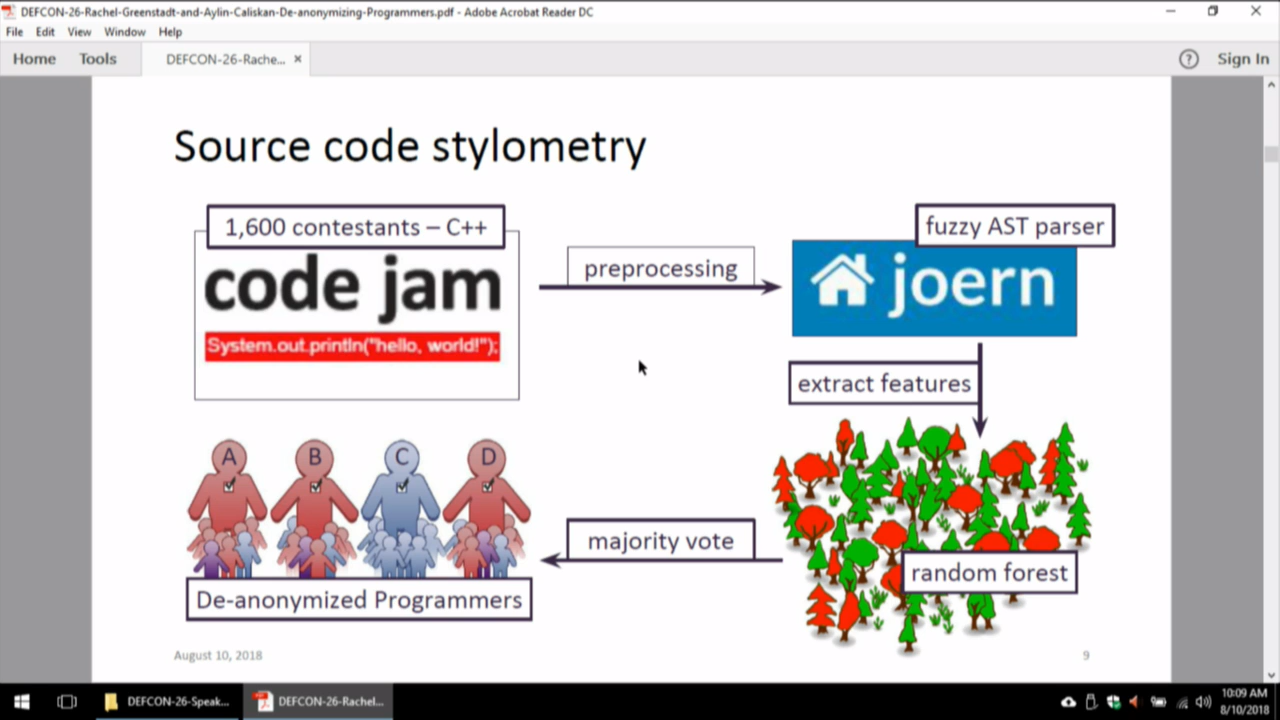 DEFCON-26-Rachel-Greenstadt-and-Aylin-Caliskan-De-anonymizing-Programmers.pdf - Adobe Acrobat Reader DC
File Edit View Window Help
Home Tools DEFCON-26-Rache... × ? Sign In
Source code stylometry
1,600 contestants – C++
code jam
System.out.println("hello, world!");
preprocessing
fuzzy AST parser
joern
extract features
random forest
majority vote
A B C D
De-anonymized Programmers
August 10, 2018
9
DEFCON-26-Speak...
DEFCON-26-Rachel...
10:09 AM
8/10/2018